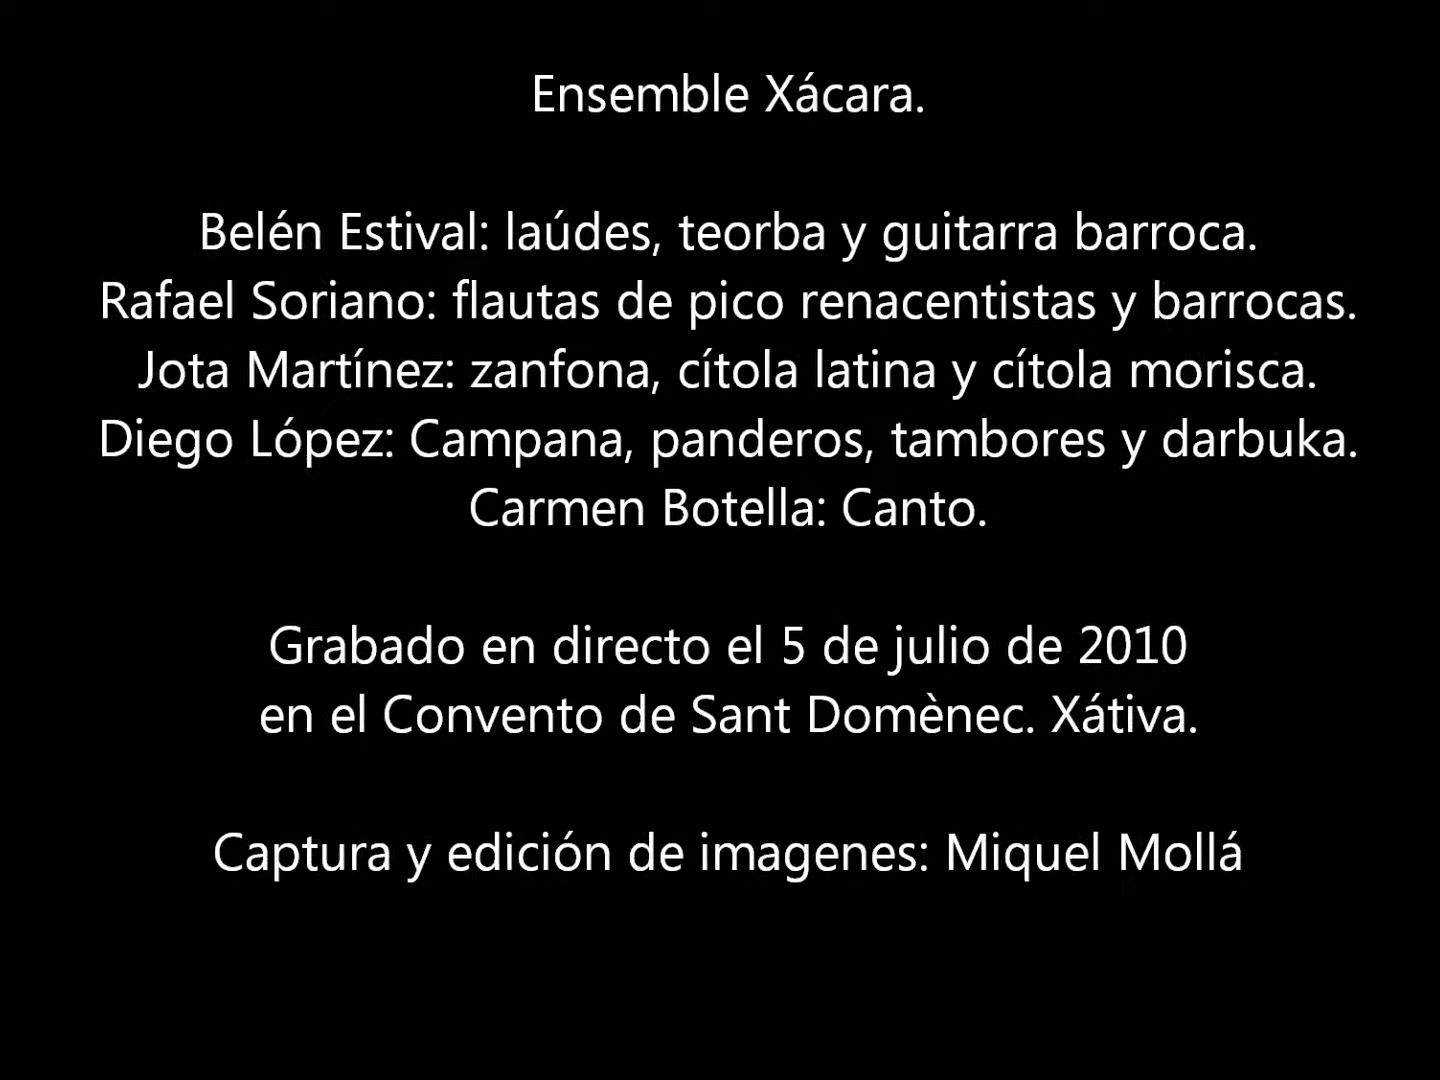 Ensemble Xácara.
Belén Estival: laúdes, teorba y guitarra barroca.
Rafael Soriano: flautas de pico renacentistas y barrocas.
Jota Martínez: zanfona, cítola latina y cítola morisca.
Diego López: Campana, panderos, tambores y darbuka.
Carmen Botella: Canto.
Grabado en directo el 5 de julio de 2010
en el Convento de Sant Domènec. Xátiva.
Captura y edición de imagenes: Miquel Mollá